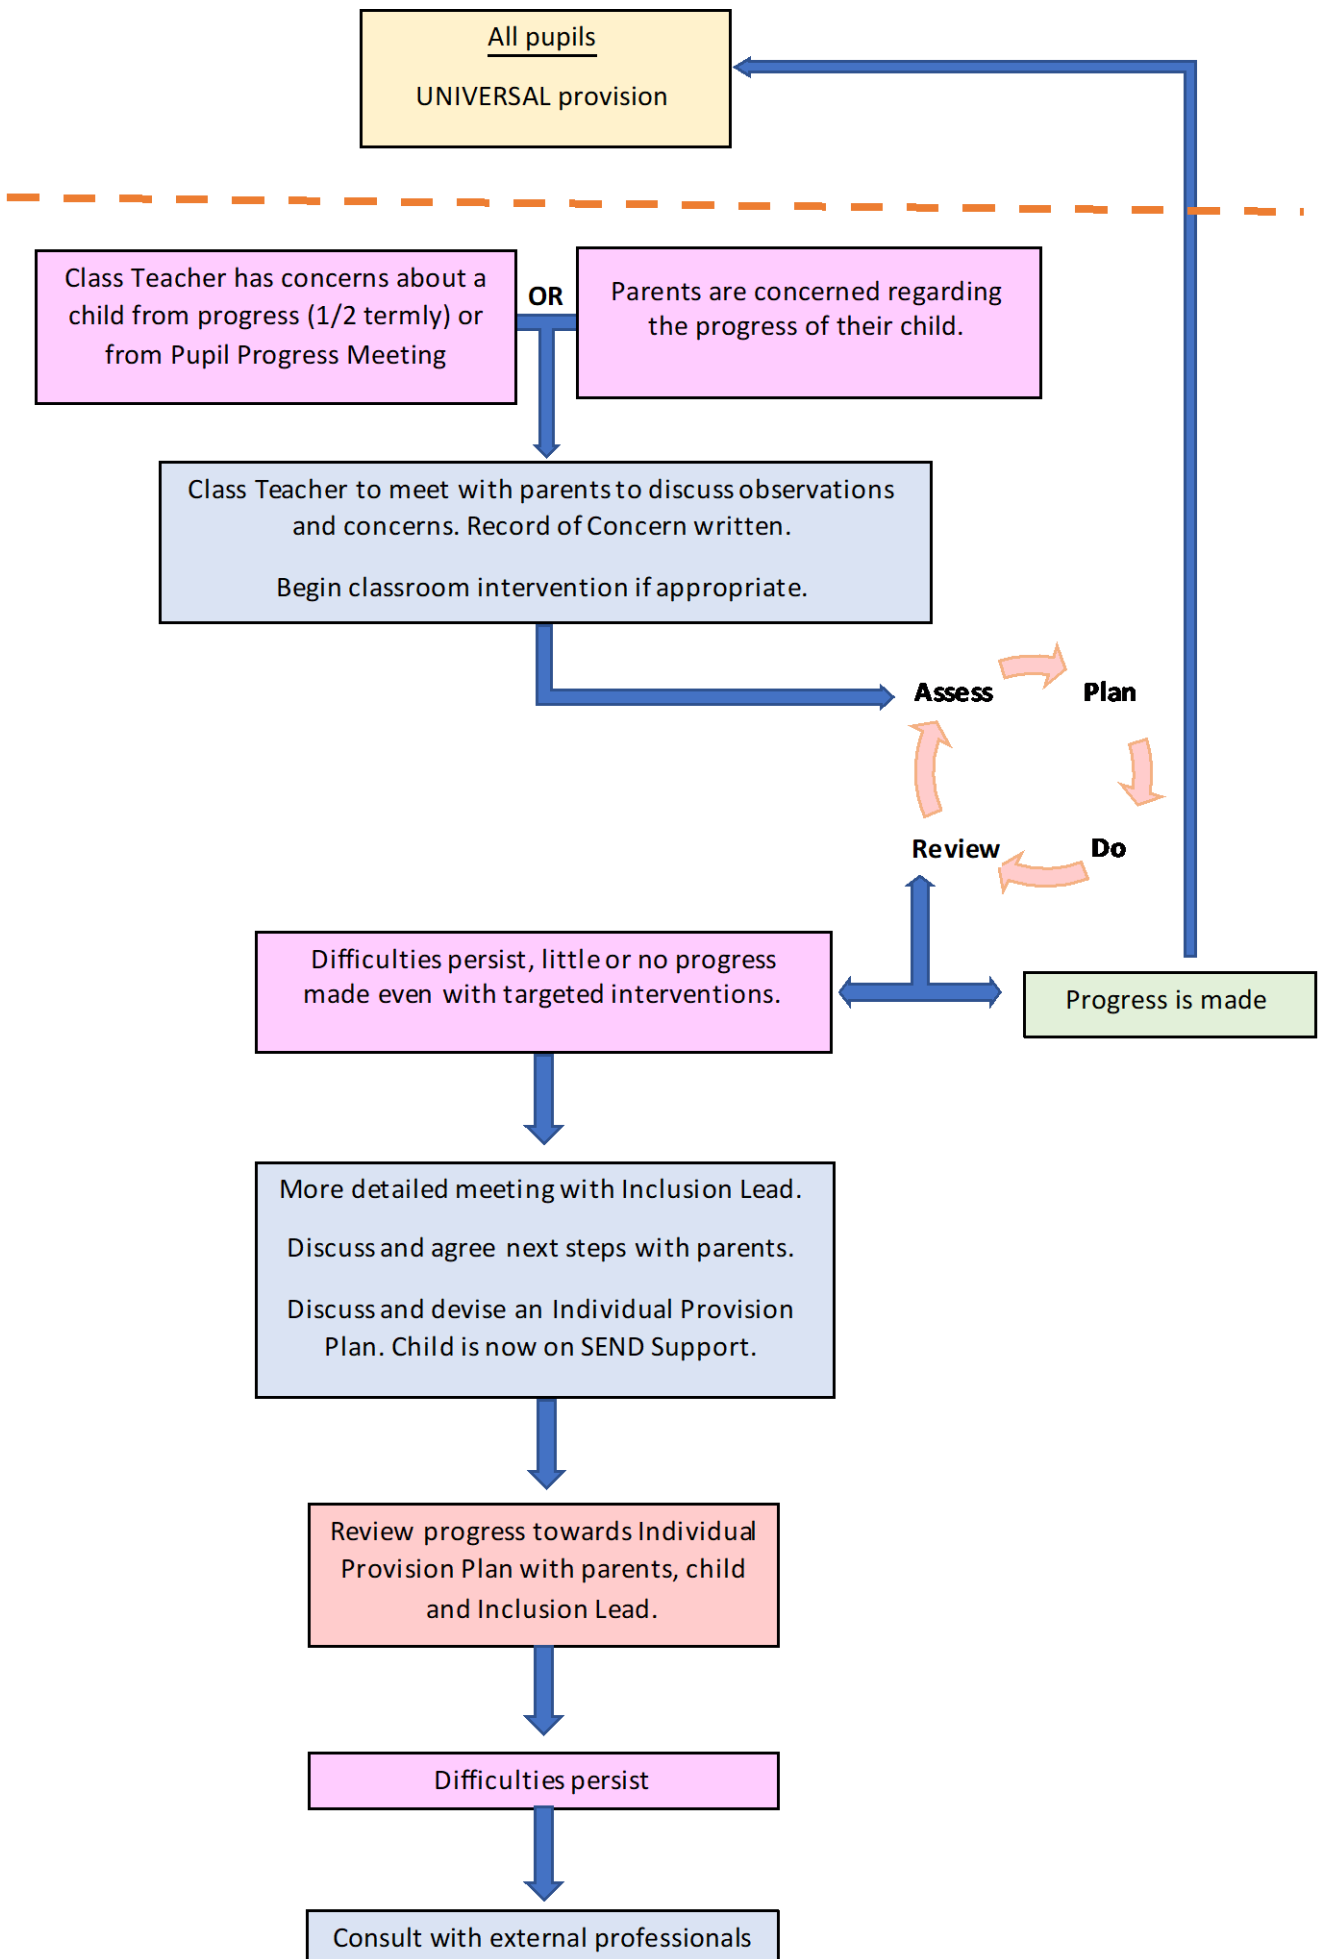 All pupils
UNIVERSAL provision
Class Teacher has concerns about a
child from progress (1/2 termly) or
from Pupil Progress Meeting
OR
Parents are concerned regarding
the progress of their child.
Class Teacher to meet with parents to discuss observations
and concerns. Record of Concern written.
Begin classroom intervention if appropriate.
Assess
Plan
Review
Do
Difficulties persist, little or no progress
made even with targeted interventions.
Progress is made
More detailed meeting with Inclusion Lead.
Discuss and agree next steps with parents.
Discuss and devise an Individual Provision
Plan. Child is now on SEND Support.
Review progress towards Individual
Provision Plan with parents, child
and Inclusion Lead.
Difficulties persist
Consult with external professionals